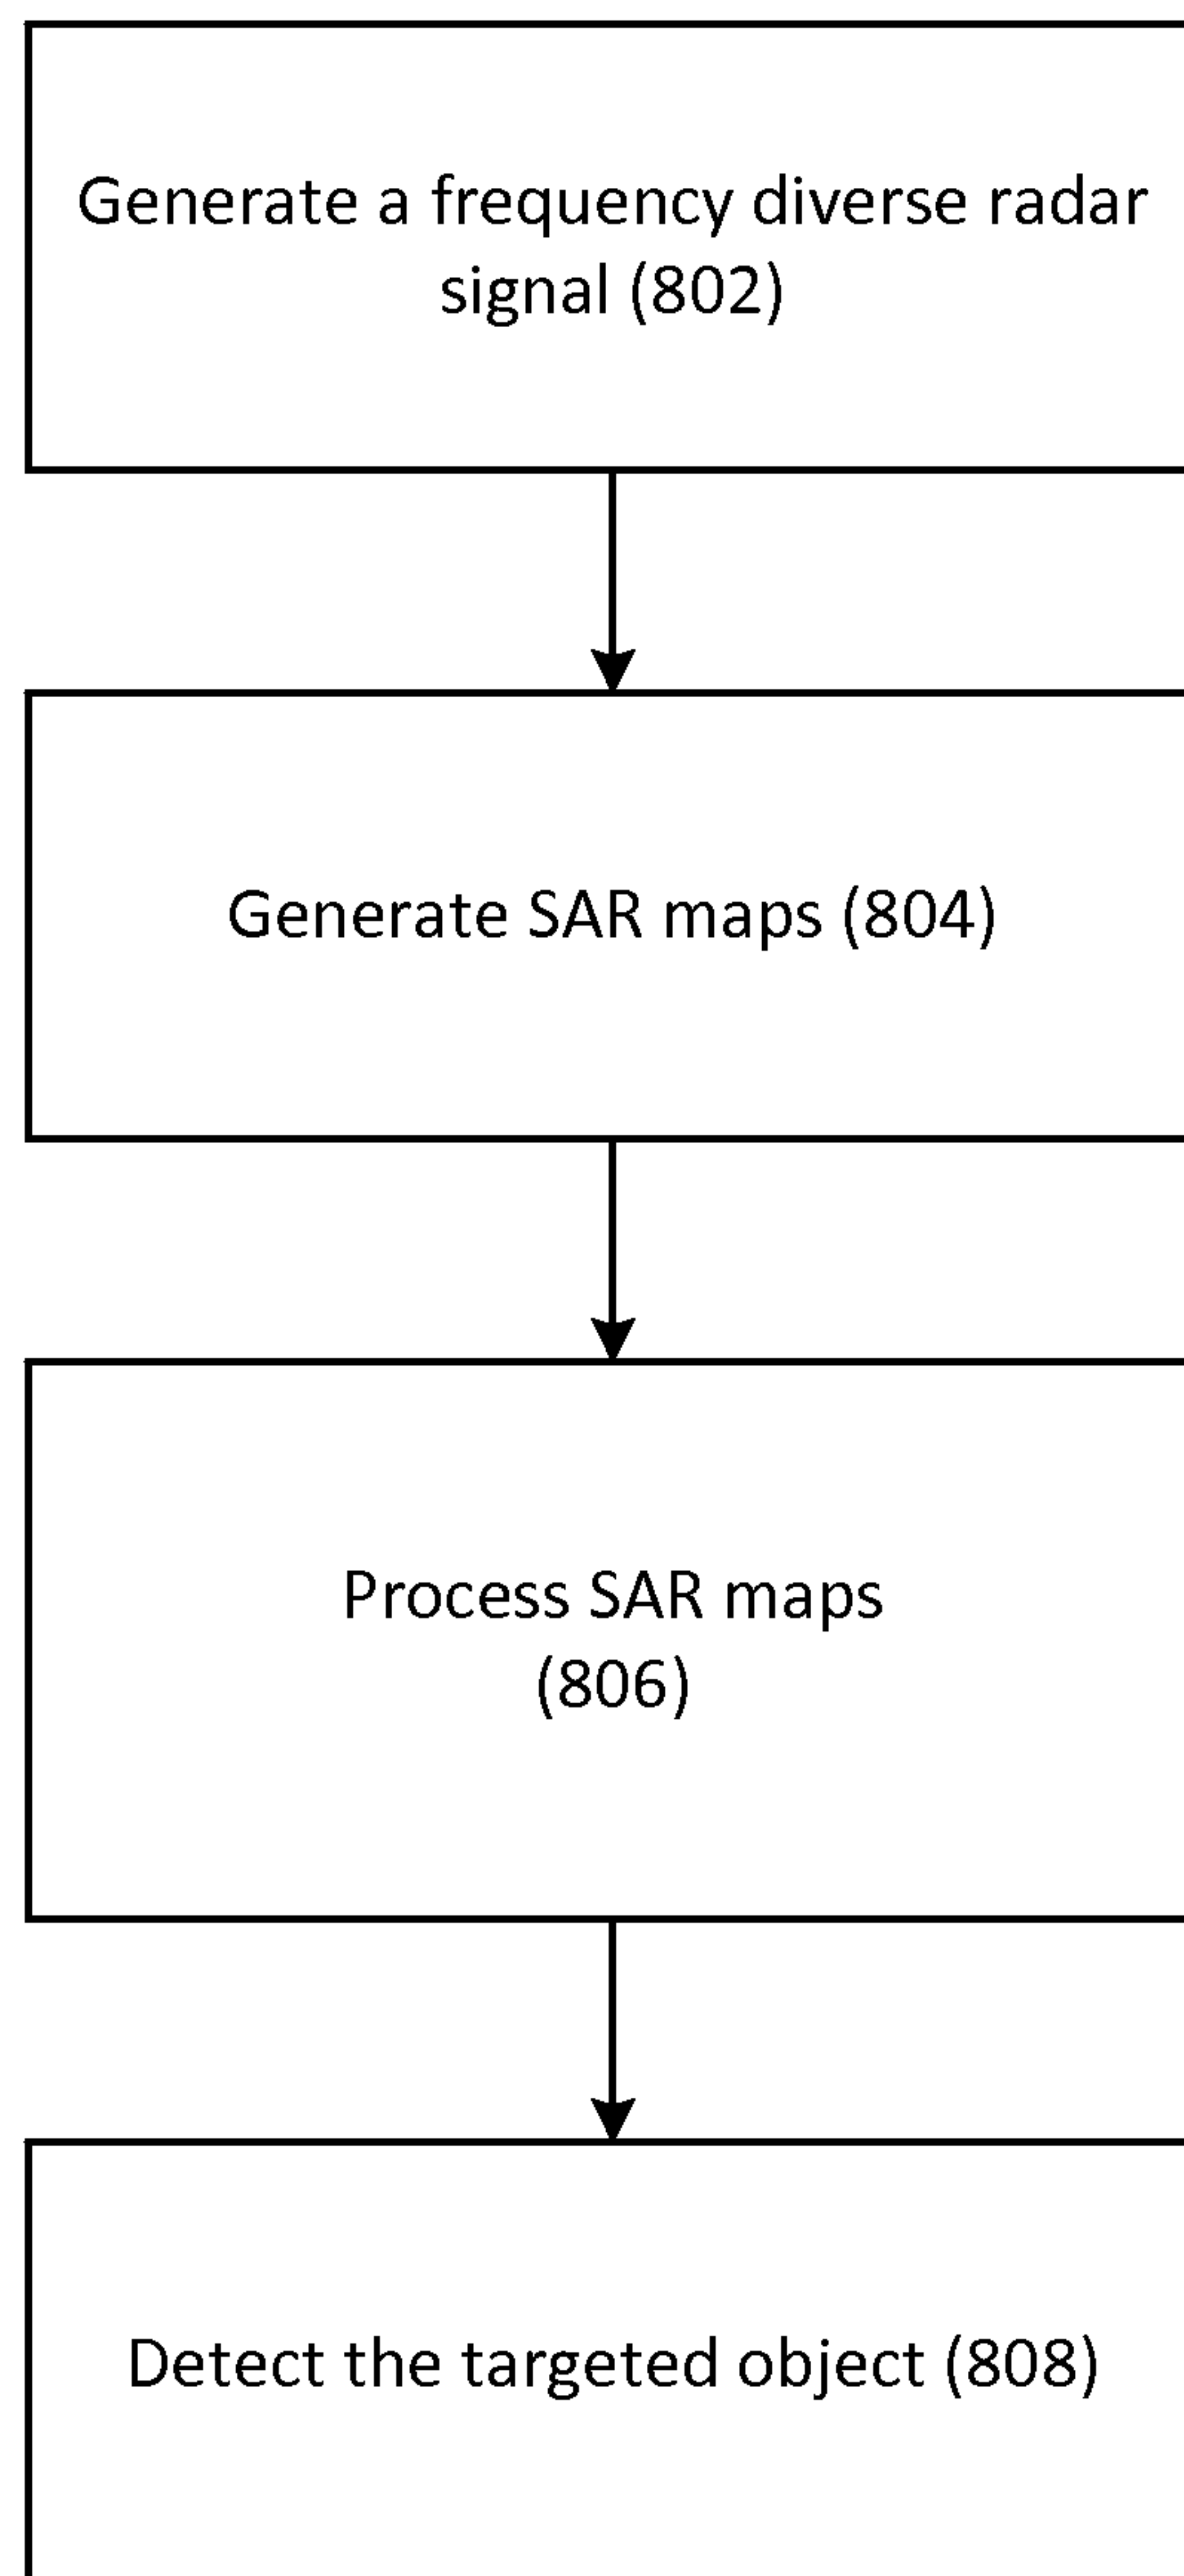 Generate a frequency diverse radar
signal (802)
Generate SAR maps (804)
Process SAR maps
(806)
Detect the targeted object (808)